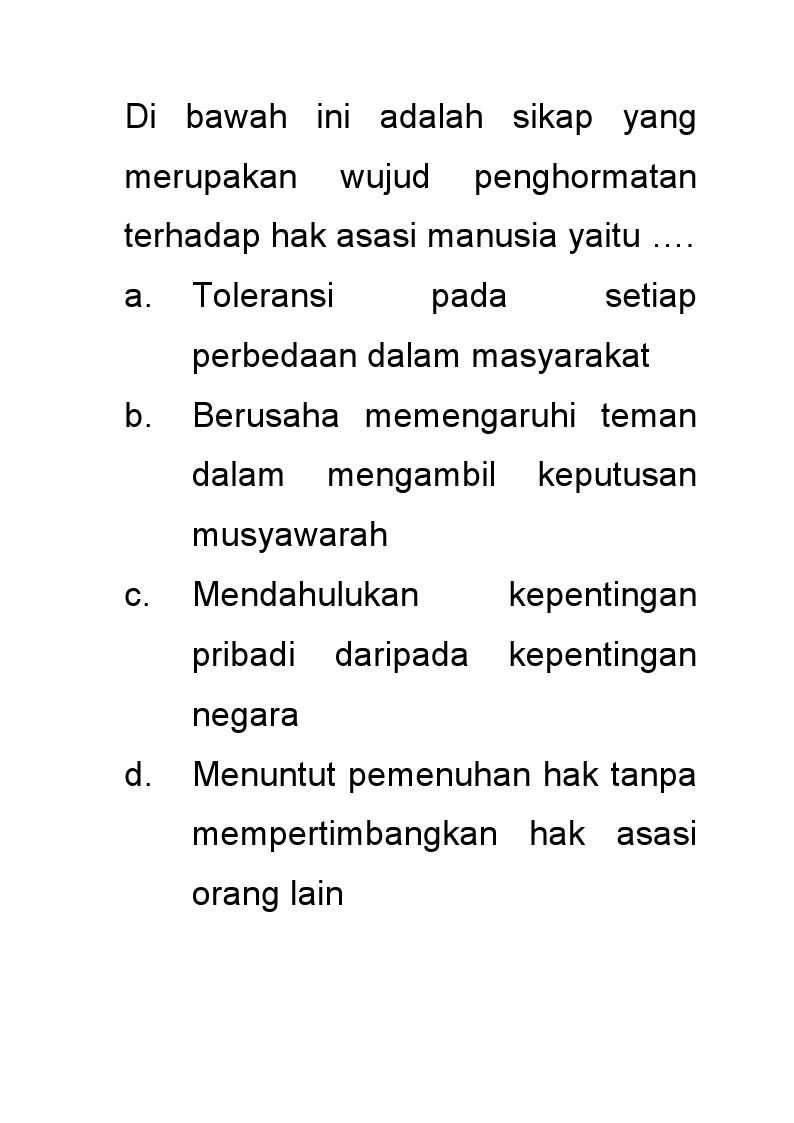 Di bawah ini adalah sikap yang
merupakan wujud penghormatan
terhadap hak asasi manusia yaitu ….
a. Toleransi pada setiap
perbedaan dalam masyarakat
b. Berusaha memengaruhi teman
dalam mengambil keputusan
musyawarah
c. Mendahulukan kepentingan
pribadi daripada kepentingan
negara
d. Menuntut pemenuhan hak tanpa
mempertimbangkan hak asasi
orang lain